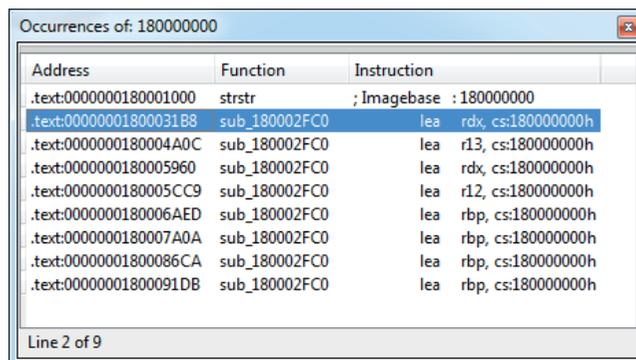 Occurrences of: 180000000
Address Function Instruction
.text:0000000180001000 strstr ; Imagebase : 180000000
.text:00000001800031B8 sub_180002FC0 lea rdx, cs:180000000h
.text:0000000180004A0C sub_180002FC0 lea r13, cs:180000000h
.text:0000000180005960 sub_180002FC0 lea rdx, cs:180000000h
.text:0000000180005CC9 sub_180002FC0 lea r12, cs:180000000h
.text:0000000180006AED sub_180002FC0 lea rbp, cs:180000000h
.text:0000000180007A0A sub_180002FC0 lea rbp, cs:180000000h
.text:00000001800086CA sub_180002FC0 lea rbp, cs:180000000h
.text:00000001800091DB sub_180002FC0 lea rbp, cs:180000000h
Line 2 of 9